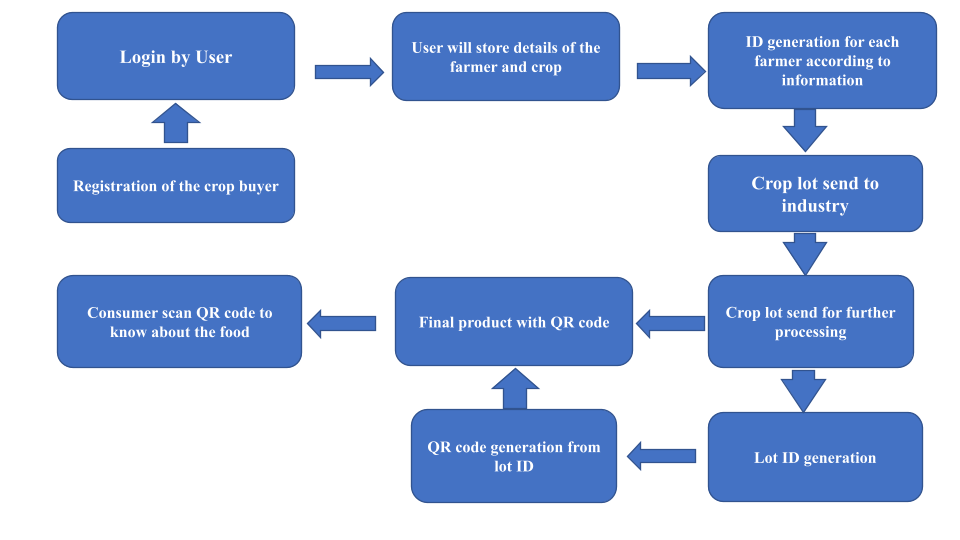 Login by User
User will store details of the
farmer and crop
ID generation for each
farmer according to
information
Registration of the crop buyer
Crop lot send to
industry
Consumer scan QR code to
know about the food
Final product with QR code
Crop lot send for further
processing
QR code generation from
lot ID
Lot ID generation